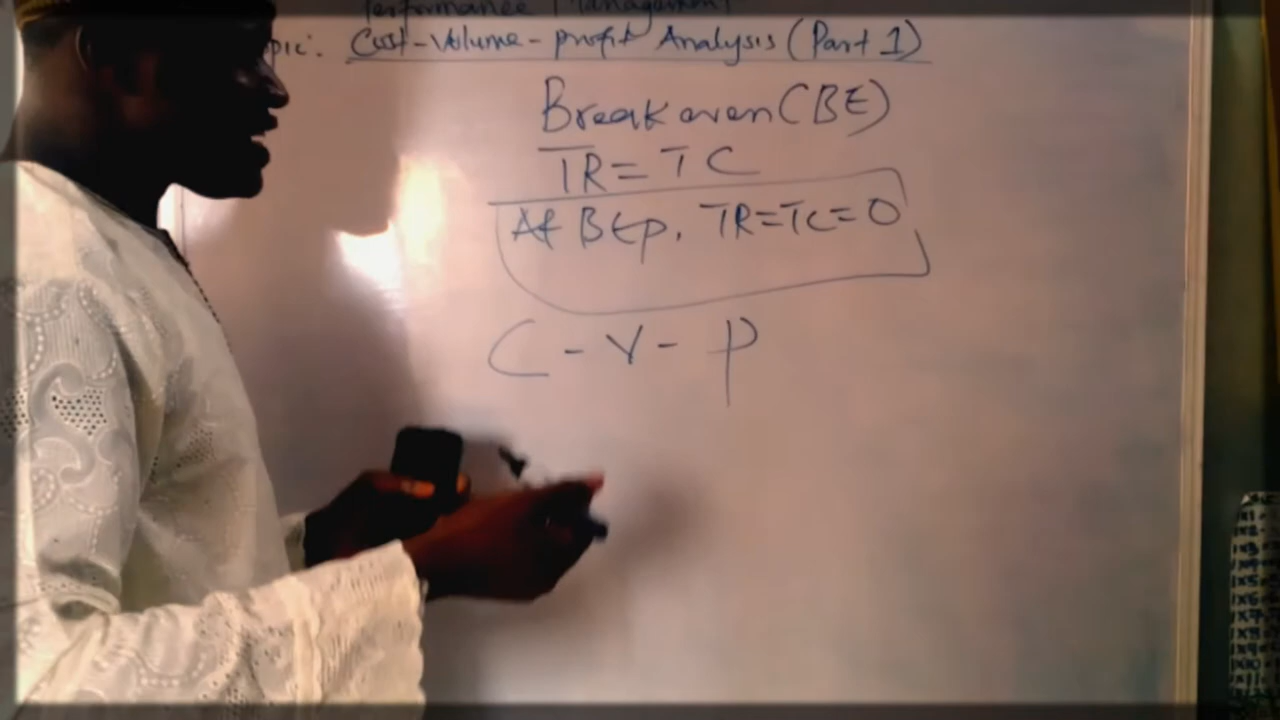 Performance Management
pic: Cost-Volume-profit Analysis (Part 1)
Breakeven (BE)
TR = TC
At BEP, TR=TC=0
C-V-P